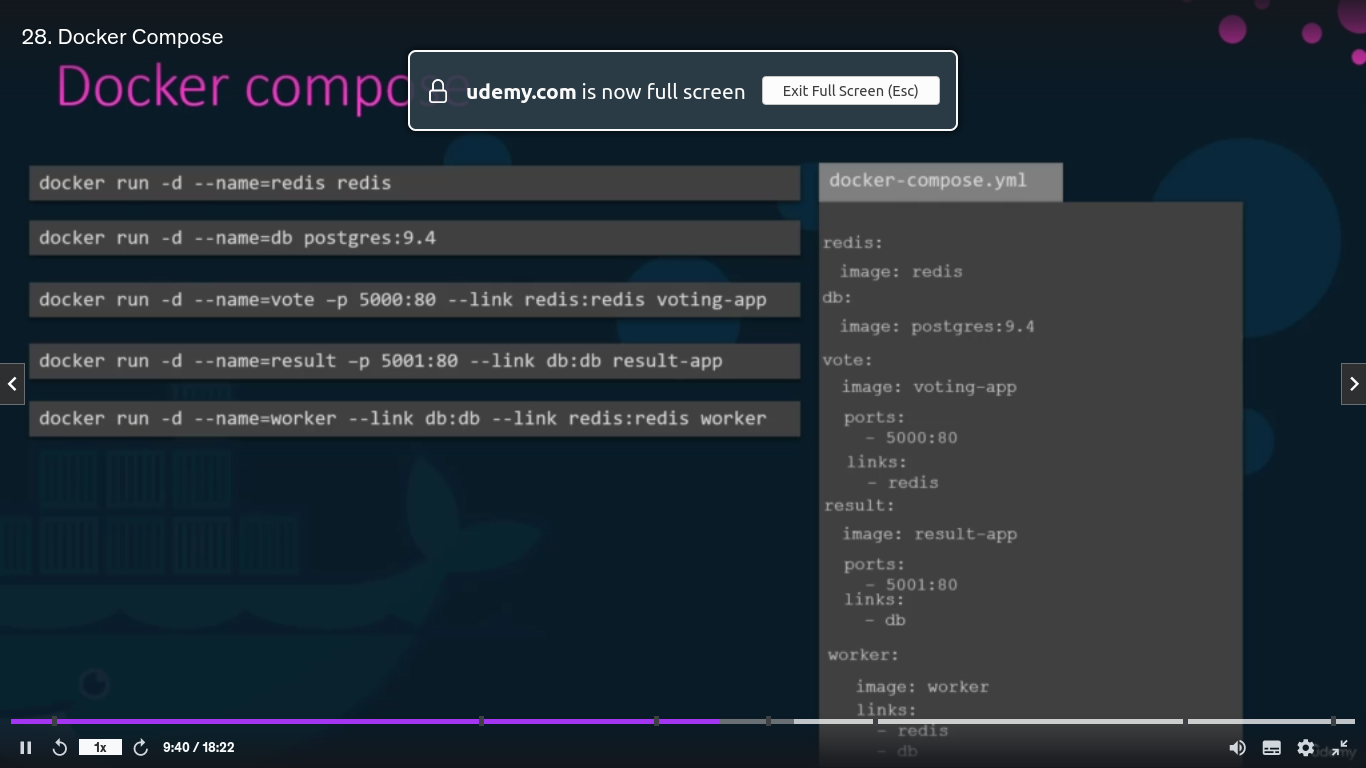 28. Docker Compose
Docker compose
udemy.com is now full screen
Exit Full Screen (Esc)
docker run -d --name=redis redis
docker run -d --name=db postgres:9.4
docker run -d --name=vote –p 5000:80 --link redis:redis voting-app
docker run -d --name=result –p 5001:80 --link db:db result-app
docker run -d --name=worker --link db:db --link redis:redis worker
docker-compose.yml
redis:
image: redis
db:
image: postgres:9.4
vote:
image: voting-app
ports:
- 5000:80
links:
- redis
result:
image: result-app
ports:
- 5001:80
links:
- db
worker:
image: worker
links:
- redis
- db
1x
9:40 / 18:22
Udemy